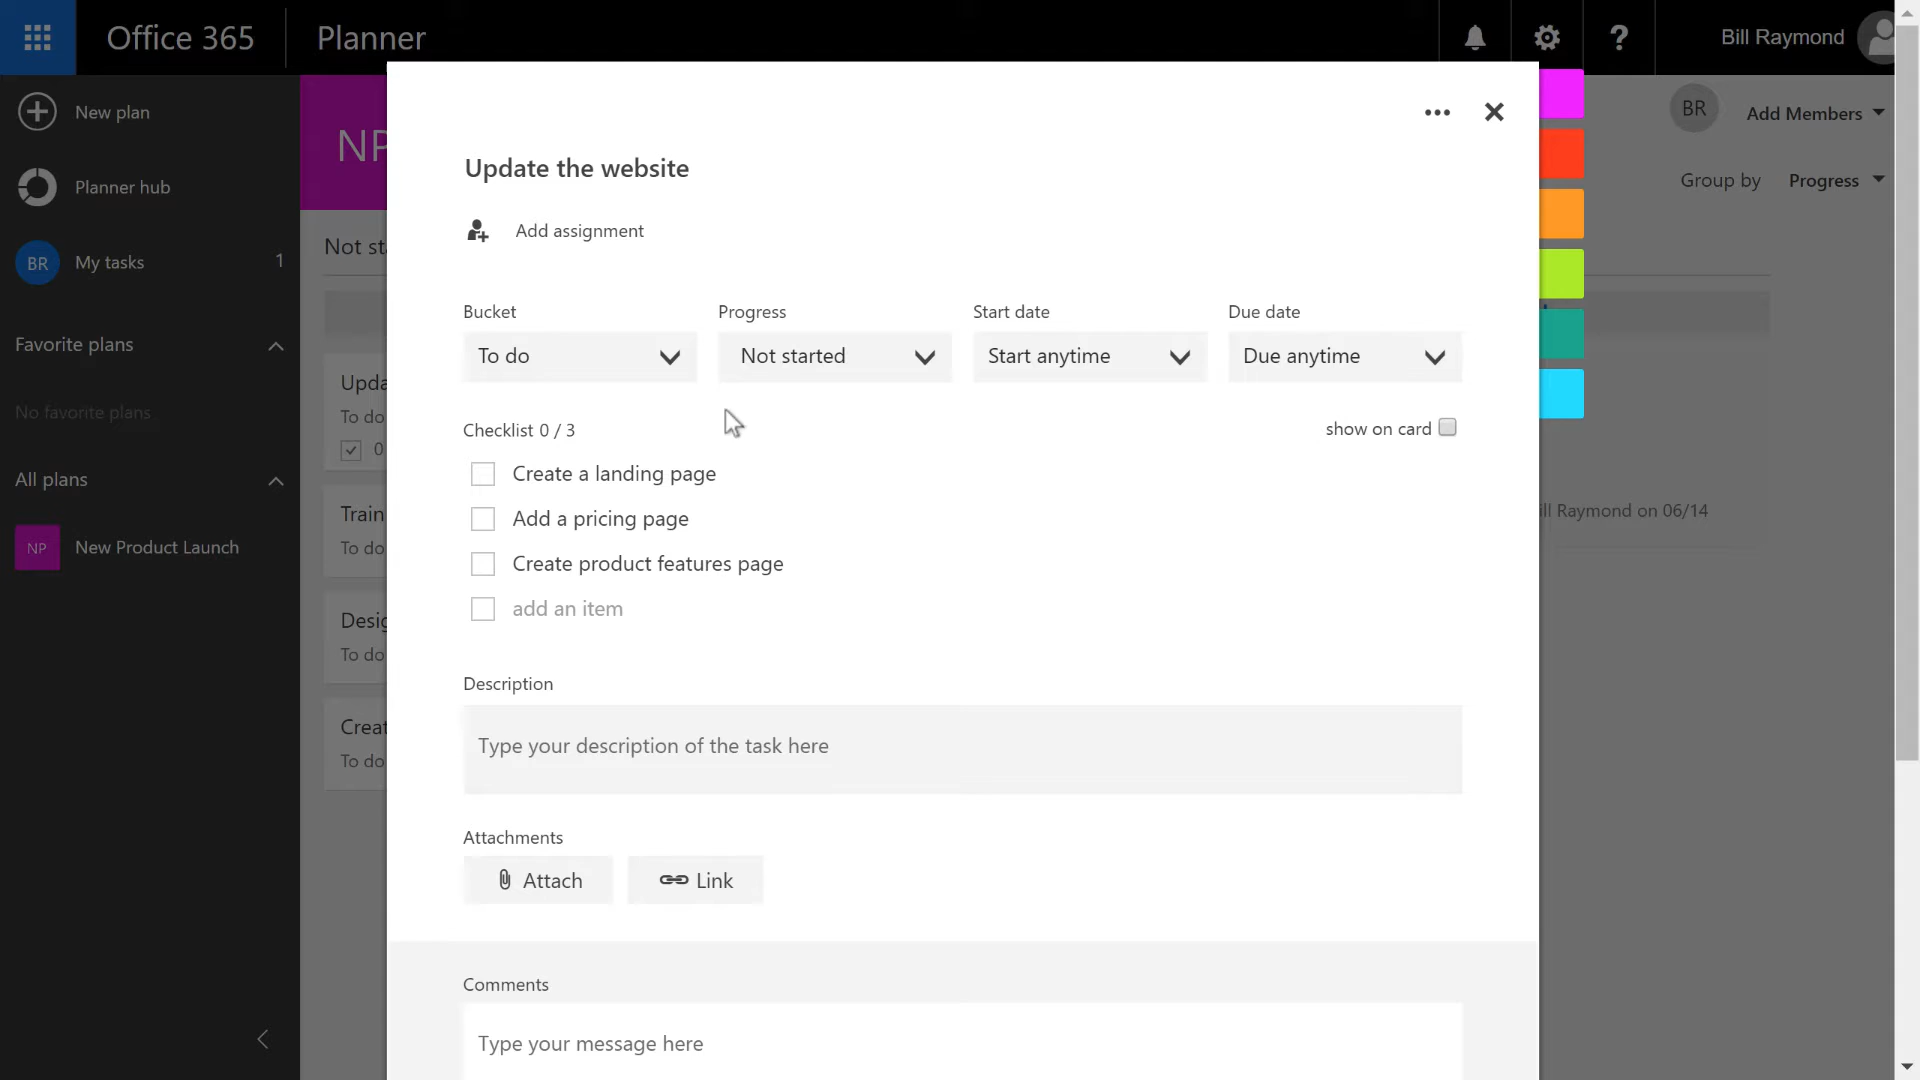 Office 365
Planner
Bill Raymond
New plan
Planner hub
BR
My tasks
1
Favorite plans
No favorite plans
All plans
NP
New Product Launch
NP
BR
Add Members
Group by
Progress
Not sta
Upda
To do
0
Train
To do
Desig
To do
Creat
To do
ill Raymond on 06/14
Update the website
Add assignment
Bucket
Progress
Start date
Due date
To do
Not started
Start anytime
Due anytime
Checklist 0 / 3
show on card
Create a landing page
Add a pricing page
Create product features page
add an item
Description
Type your description of the task here
Attachments
Attach
Link
Comments
Type your message here